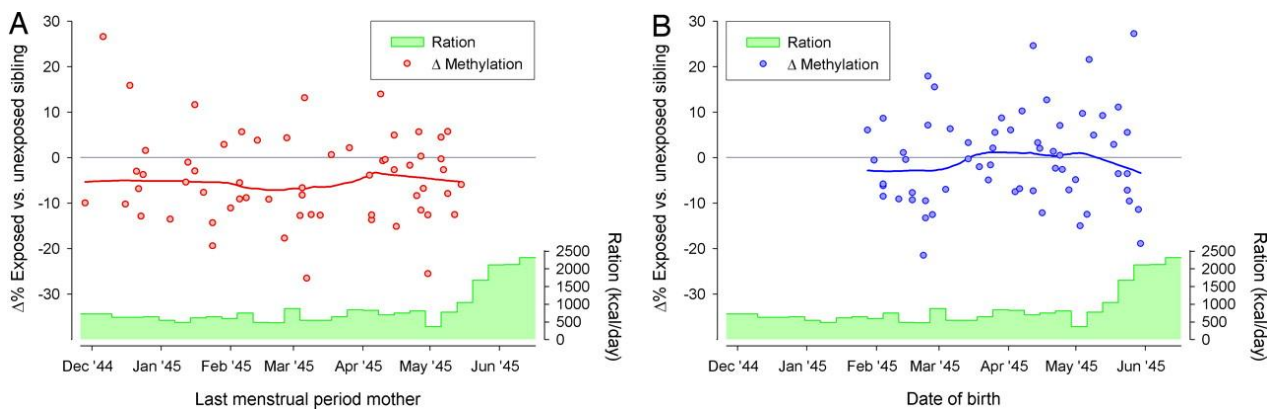 A
Δ% Exposed vs. unexposed sibling
30
20
10
0
-10
-20
-30
Ration
Δ Methylation
2500
2000
1500
1000
500
0
Ration (kcal/day)
Dec '44 Jan '45 Feb '45 Mar '45 Apr '45 May '45 Jun '45
Last menstrual period mother
B
Δ% Exposed vs. unexposed sibling
30
20
10
0
-10
-20
-30
Ration
Δ Methylation
2500
2000
1500
1000
500
0
Ration (kcal/day)
Dec '44 Jan '45 Feb '45 Mar '45 Apr '45 May '45 Jun '45
Date of birth